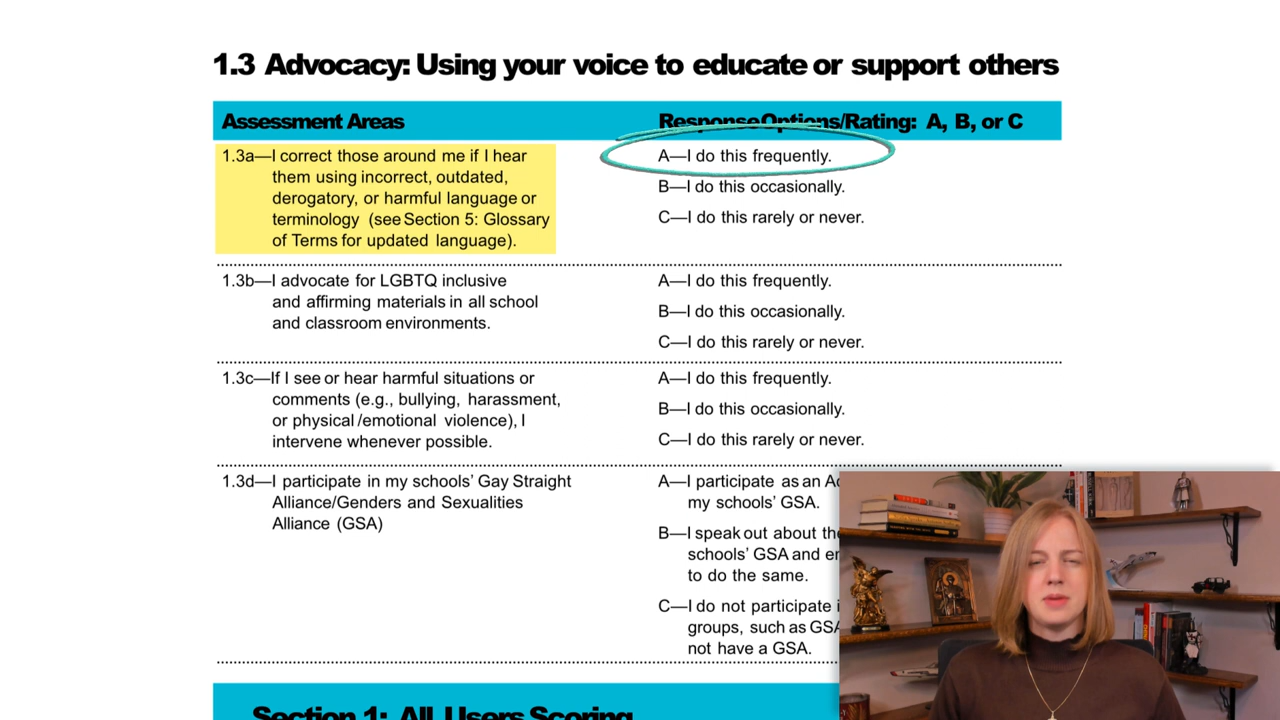 1.3 Advocacy: Using your voice to educate or support others
Assessment Areas
Response Options/Rating: A, B, or C
1.3a—I correct those around me if I hear
them using incorrect, outdated,
derogatory, or harmful language or
terminology (see Section 5: Glossary
of Terms for updated language).
A—I do this frequently.
B—I do this occasionally.
C—I do this rarely or never.
1.3b—I advocate for LGBTQ inclusive
and affirming materials in all school
and classroom environments.
A—I do this frequently.
B—I do this occasionally.
C—I do this rarely or never.
1.3c—If I see or hear harmful situations or
comments (e.g., bullying, harassment,
or physical/emotional violence), I
intervene whenever possible.
A—I do this frequently.
B—I do this occasionally.
C—I do this rarely or never.
1.3d—I participate in my schools' Gay Straight
Alliance/Genders and Sexualities
Alliance (GSA)
A—I participate as an
my schools' GSA.
B—I speak out about
schools' GSA and
to do the same.
C—I do not participate
groups, such as
not have a GSA.
Section 1: All Users Scoring